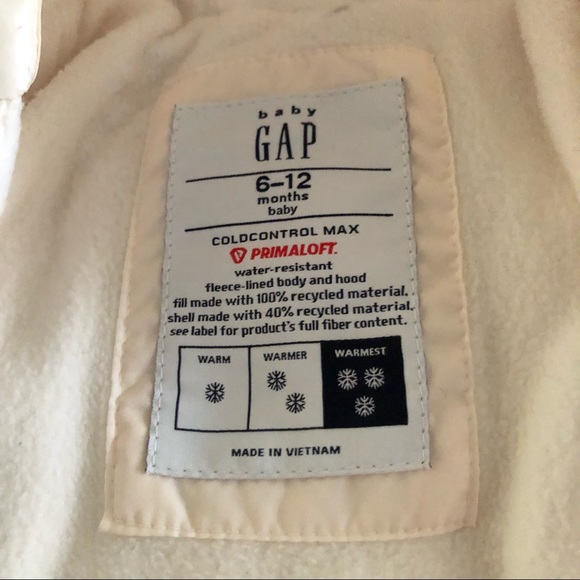 baby
GAP
6–12
months
baby
COLDCONTROL MAX
PRIMALOFT.
water-resistant
fleece-lined body and hood
fill made with 100% recycled material,
shell made with 40% recycled material,
see label for product's full fiber content.
WARM WARMER WARMEST
MADE IN VIETNAM